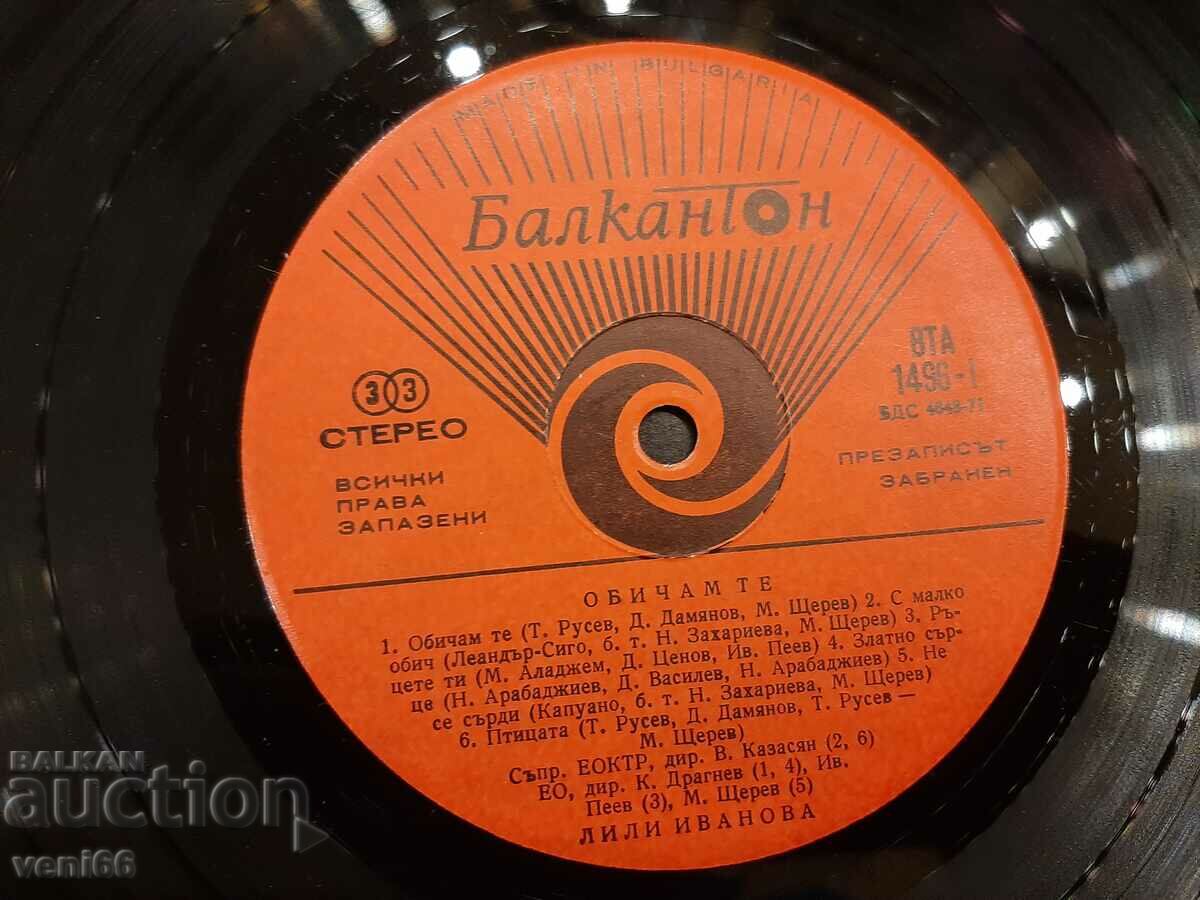 MADE IN BULGARIA
Балкантон
33
СТЕРЕО
ВСИЧКИ
ПРАВА
ЗАПАЗЕНИ
ВТА
1496-I
БДС 4848-71
ПРЕЗАПИСЪТ
ЗАБРАНЕН
ОБИЧАМ ТЕ
1. Обичам те (Т. Русев, Д. Дамянов, М. Щерев) 2. С малко
обич (Леандър-Сиго, б. т. Н. Захариева, М. Щерев) 3. Ръ-
цете ти (М. Аладжем, Д. Ценов, Ив. Пеев) 4. Златно сър-
це (Н. Арабаджиев, Д. Василев, Н. Арабаджиев) 5. Не
се сърди (Капуано, б. т. Н. Захариева, М. Щерев)
6. Птицата (Т. Русев, Д. Дамянов, Т. Русев —
М. Щерев)
Съпр. ЕОКТР, дир. В. Казасян (2, 6)
ЕО, дир. К. Драгнев (1, 4), Ив.
Пеев (3), М. Щерев (5)
ЛИЛИ ИВАНОВА
BALKAN
auction
veni66